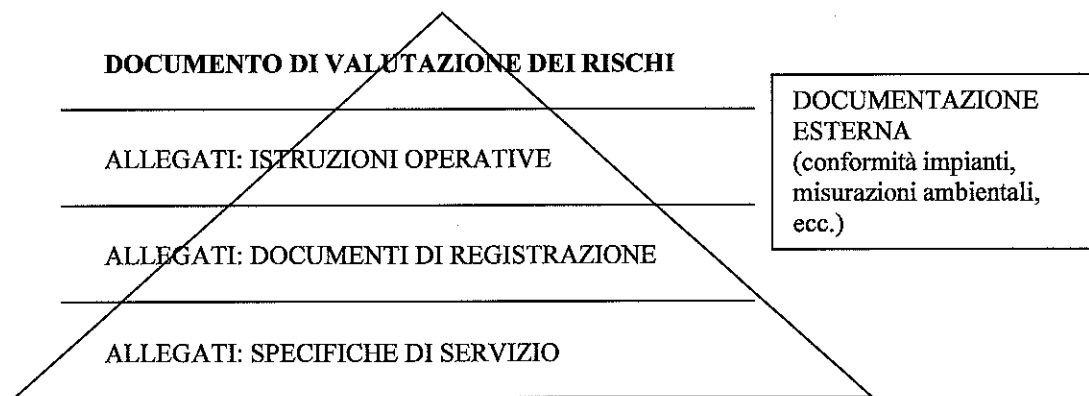 DOCUMENTO DI VALUTAZIONE DEI RISCHI
ALLEGATI: ISTRUZIONI OPERATIVE
ALLEGATI: DOCUMENTI DI REGISTRAZIONE
ALLEGATI: SPECIFICHE DI SERVIZIO
DOCUMENTAZIONE
ESTERNA
(conformità impianti,
misurazioni ambientali,
ecc.)